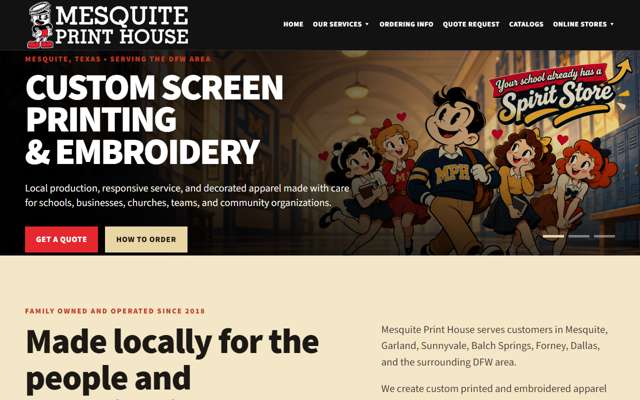 MESQUITE
PRINT HOUSE
HOME OUR SERVICES ORDERING INFO QUOTE REQUEST CATALOGS ONLINE STORES
MESQUITE, TEXAS • SERVING THE DFW AREA
CUSTOM SCREEN
PRINTING
& EMBROIDERY
Local production, responsive service, and decorated apparel made with care
for schools, businesses, churches, teams, and community organizations.
GET A QUOTE HOW TO ORDER
Your school already has a
Spirit Store
MPH
FAMILY OWNED AND OPERATED SINCE 2018
Made locally for the
people and
Mesquite Print House serves customers in Mesquite,
Garland, Sunnyvale, Balch Springs, Forney, Dallas,
and the surrounding DFW area.
We create custom printed and embroidered apparel